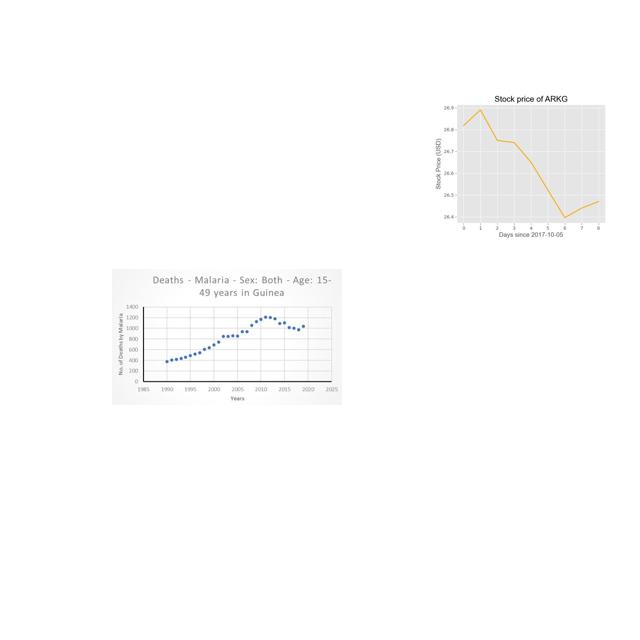 Stock price of ARKG
26.9
26.8
26.7
26.6
26.5
26.4
Stock Price (USD)
0 1 2 3 4 5 6 7 8
Days since 2017-10-05
Deaths - Malaria - Sex: Both - Age: 15-
49 years in Guinea
1400
1200
1000
800
600
400
200
0
No. of Deaths by Malaria
1985 1990 1995 2000 2005 2010 2015 2020 2025
Years